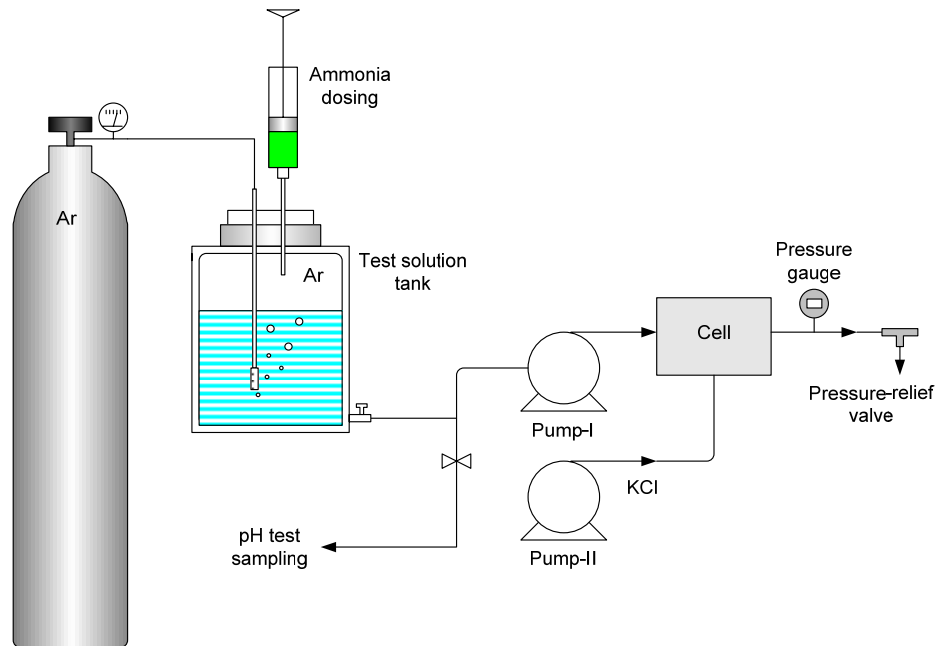 Ammonia
dosing
Ar
Ar
Test solution
tank
Pressure
gauge
Cell
Pressure-relief
valve
Pump-I
KCl
pH test
sampling
Pump-II